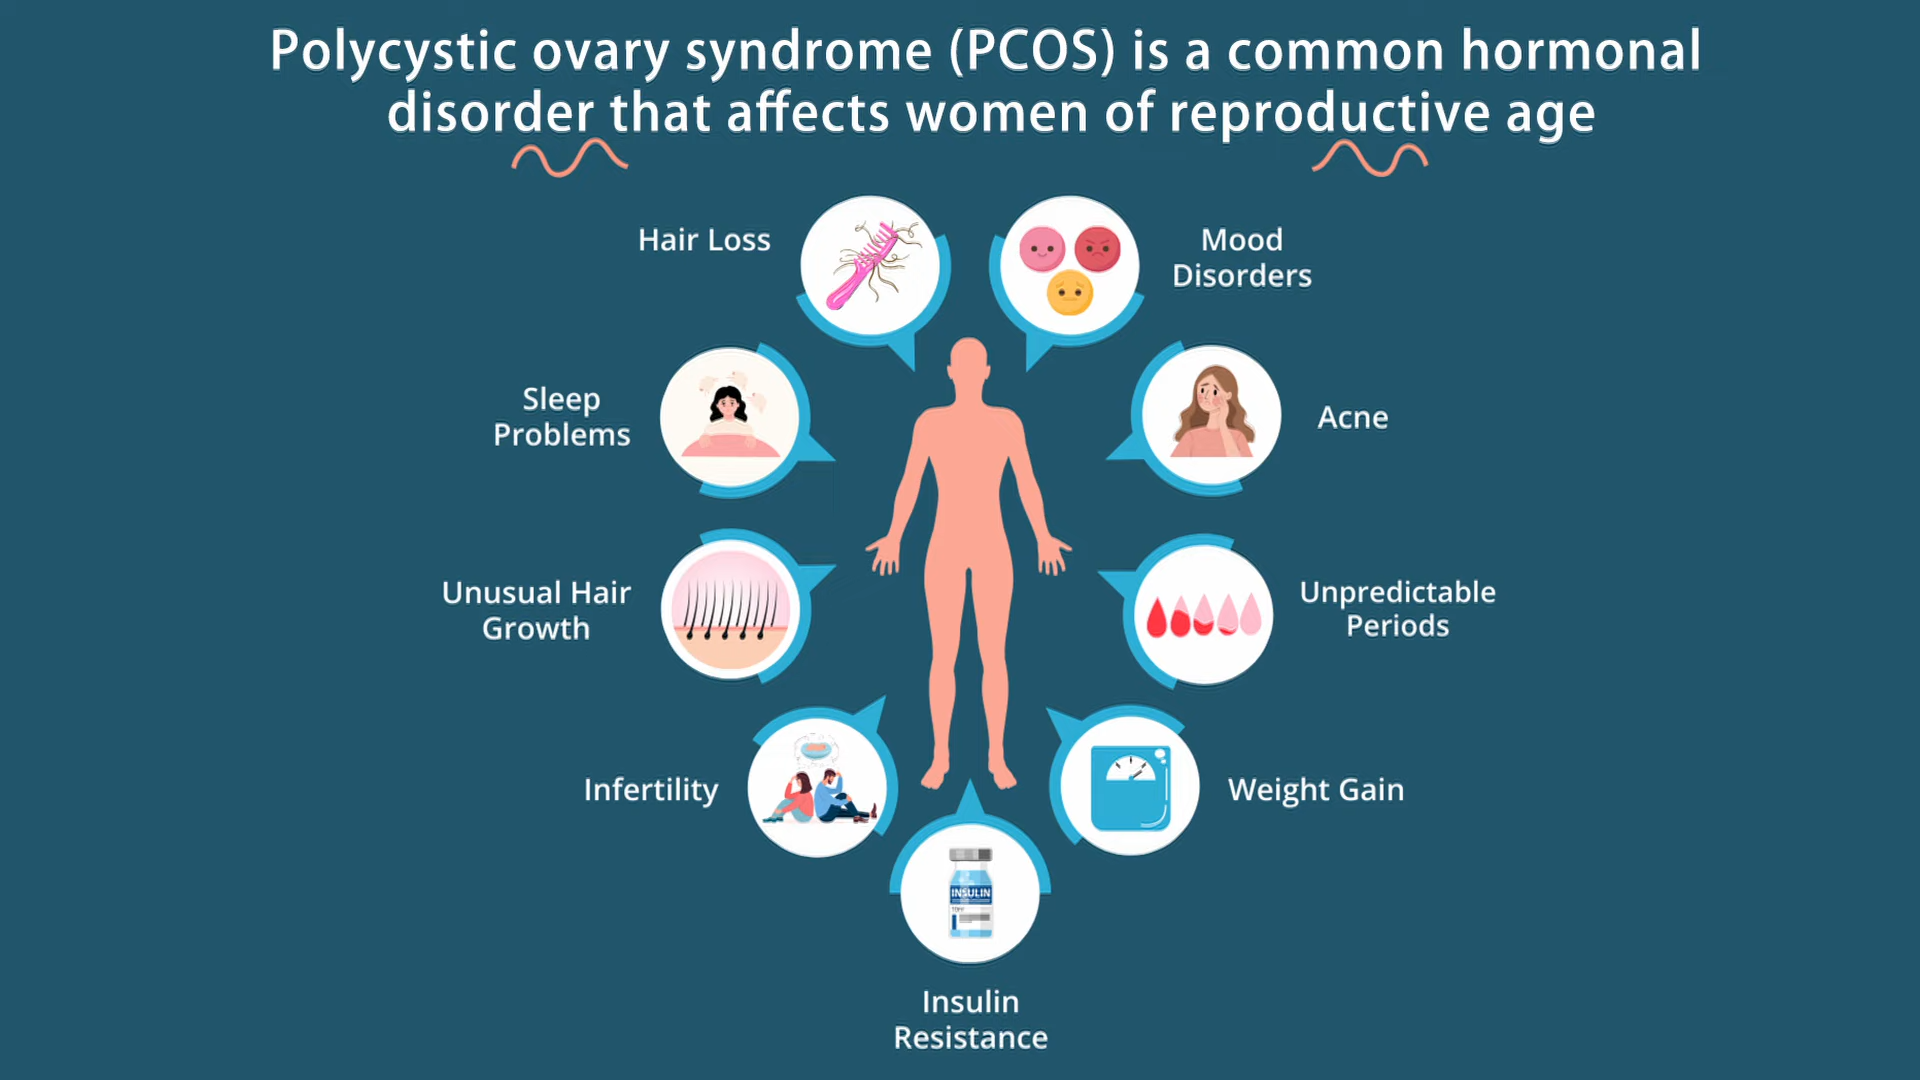 Polycystic ovary syndrome (PCOS) is a common hormonal
disorder that affects women of reproductive age
Hair Loss
Mood
Disorders
Sleep
Problems
Acne
Unusual Hair
Growth
Unpredictable
Periods
Infertility
Weight Gain
INSULIN
Insulin
Resistance